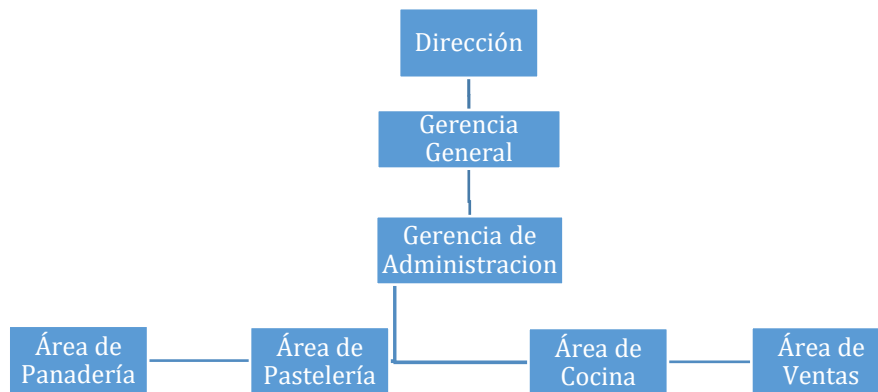 Dirección
Gerencia
General
Gerencia de
Administracion
Área de
Panadería
Área de
Pastelería
Área de
Cocina
Área de
Ventas